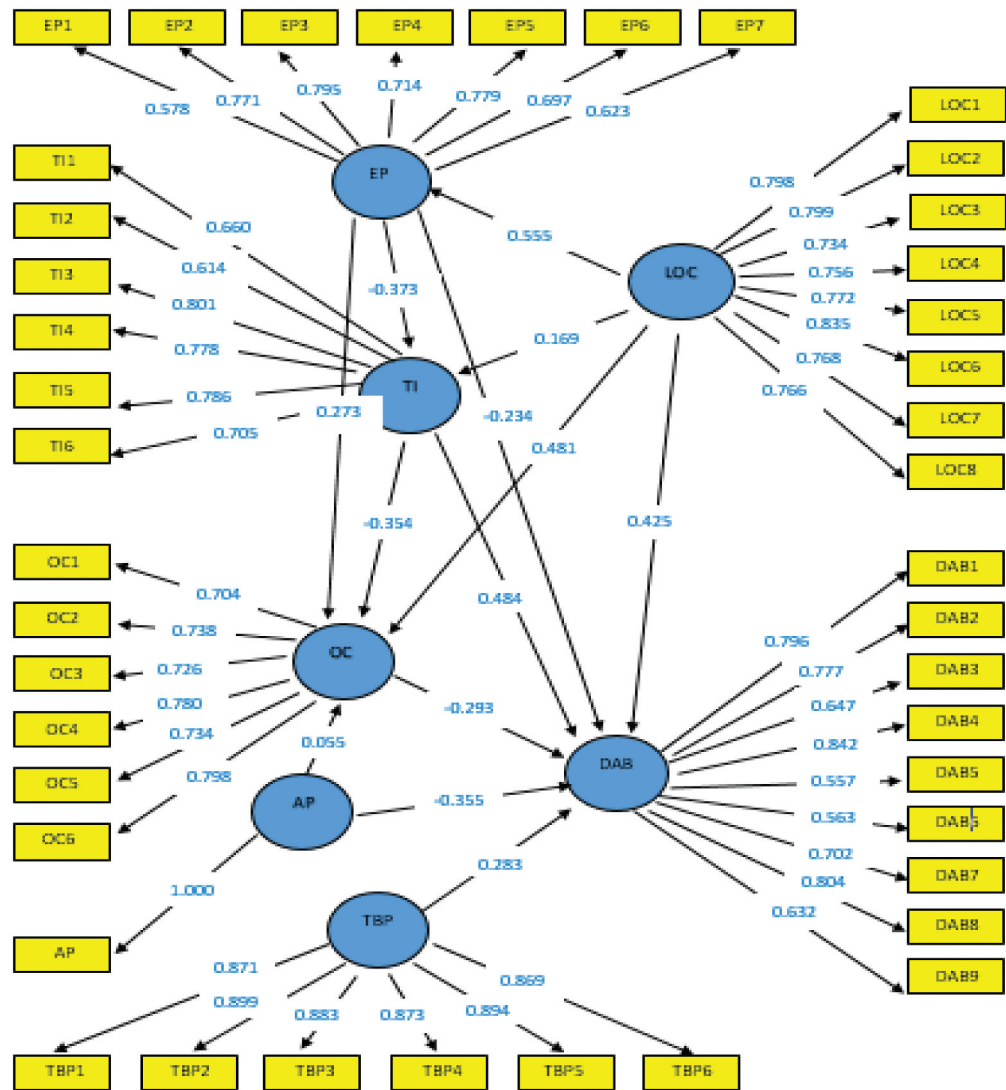 EP1 EP2 EP3 EP4 EP5 EP6 EP7
0.578 0.771 0.795 0.714 0.779 0.697 0.623
EP
TI1
TI2
TI3
TI4
TI5
TI6
0.660
0.614
0.801
0.778
0.786
0.705
TI
-0.373
0.555
0.169
0.273
-0.234
0.481
-0.354
0.484
0.425
LOC
0.798
0.799
0.734
0.756
0.772
0.835
0.768
0.766
LOC1
LOC2
LOC3
LOC4
LOC5
LOC6
LOC7
LOC8
OC1
OC2
OC3
OC4
OC5
OC6
0.704
0.738
0.726
0.780
0.734
0.798
OC
-0.293
0.055
AP
-0.355
1.000
AP
0.283
DAB
0.796
0.777
0.647
0.842
0.557
0.563
0.702
0.804
0.632
DAB1
DAB2
DAB3
DAB4
DAB5
DAB6
DAB7
DAB8
DAB9
TBP
0.871
0.899
0.883
0.873
0.894
0.869
TBP1 TBP2 TBP3 TBP4 TBP5 TBP6